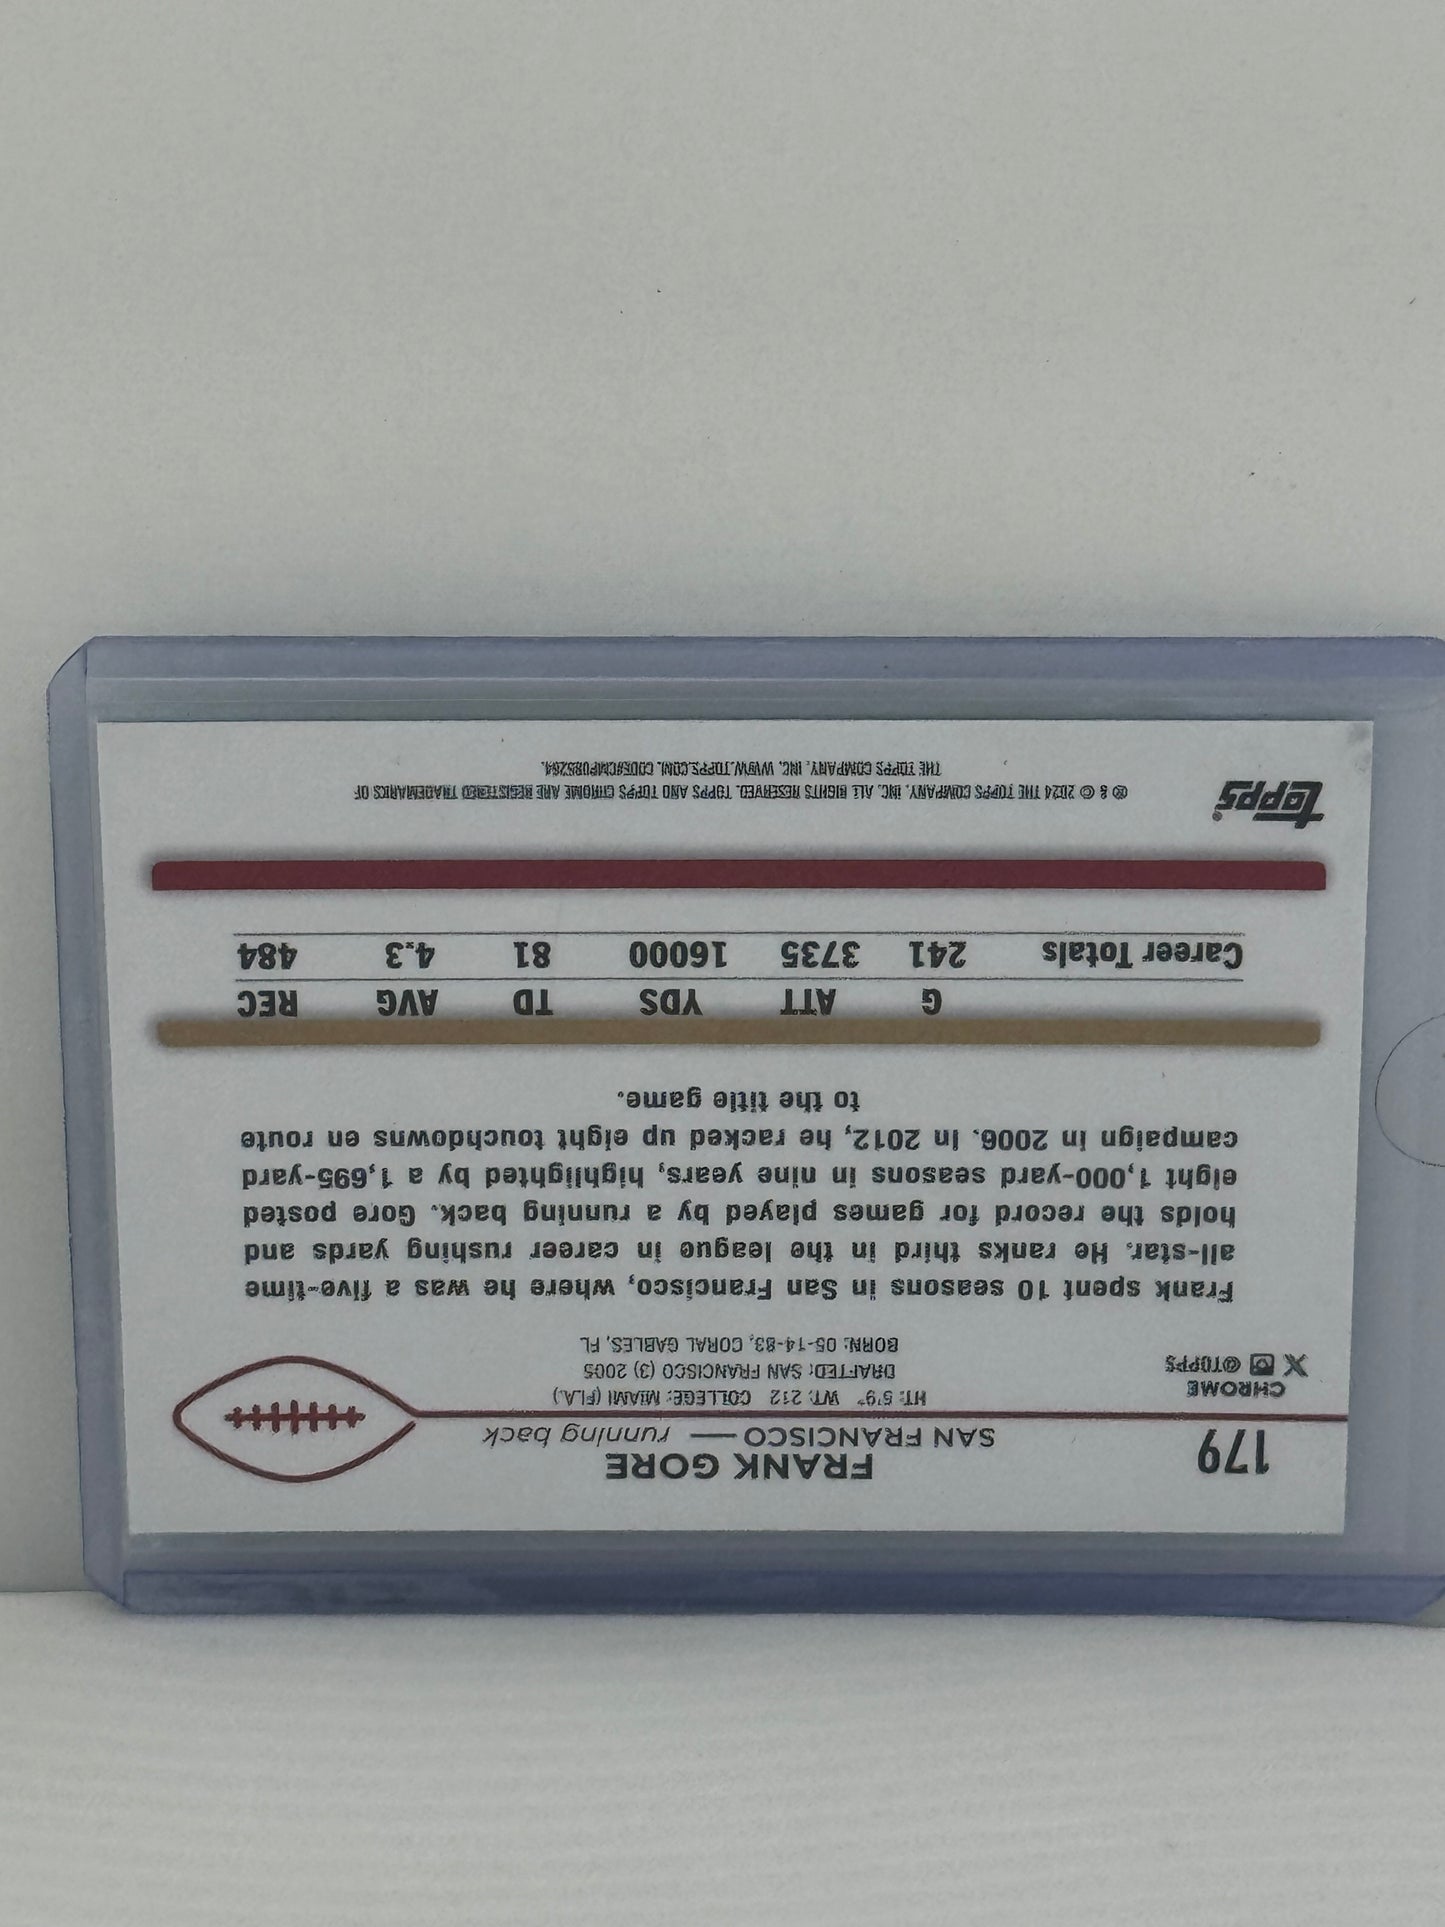 179
FRANK GORE
SAN FRANCISCO — running back
CHROME
X @TOPPS
HT: 5'9" WT: 212 COLLEGE: MIAMI (FLA.)
DRAFTED: SAN FRANCISCO (3) 2005
BORN: 05-14-83, CORAL GABLES, FL
Frank spent 10 seasons in San Francisco, where he was a five-time
all-star. He ranks third in the league in career rushing yards and
holds the record for games played by a running back. Gore posted
eight 1,000-yard seasons in nine years, highlighted by a 1,695-yard
campaign in 2006. In 2012, he racked up eight touchdowns en route
to the title game.
G ATT YDS TD AVG REC
Career Totals 241 3735 16000 81 4.3 484
topps®
® & © 2024 THE TOPPS COMPANY, INC. ALL RIGHTS RESERVED. TOPPS AND TOPPS CHROME ARE REGISTERED TRADEMARKS OF
THE TOPPS COMPANY, INC. WWW.TOPPS.COM. CODE#CMP085264.